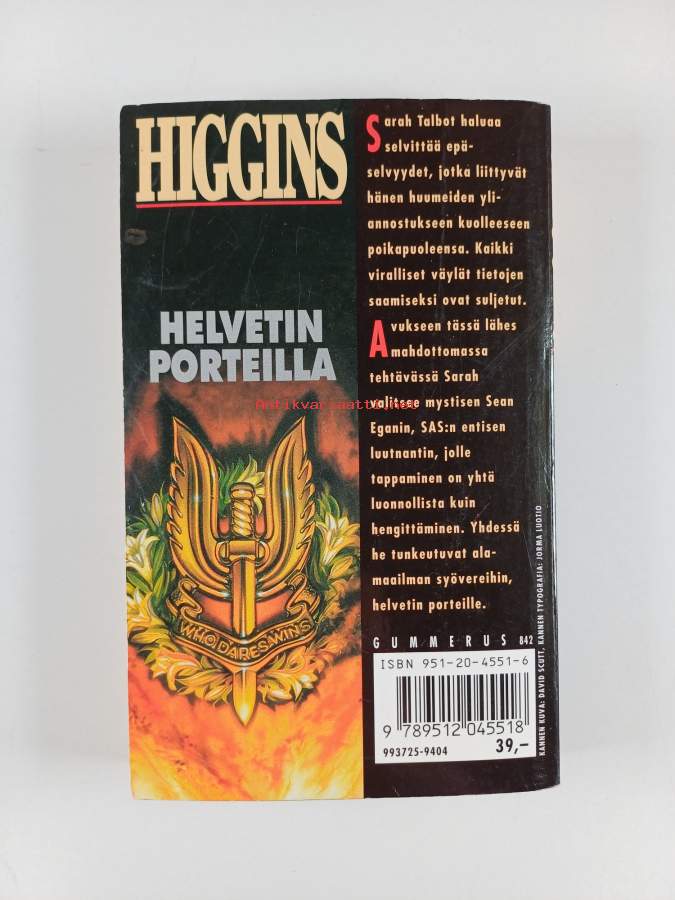 HIGGINS
HELVETIN
PORTEILLA
WHO DARES WINS
Sarah Talbot haluaa
selvittää epä-
selvyydet, jotka liittyvät
hänen huumeiden yli-
annostukseen kuolleeseen
poikapuoleensa. Kaikki
viralliset väylät tietojen
saamiseksi ovat suljetut.
Avukseen tässä lähes
mahdottomassa
tehtävässä Sarah
valitsee mystisen Sean
Eganin, SAS:n entisen
luutnantin, jolle
tappaminen on yhtä
luonnollista kuin
hengittäminen. Yhdessä
he tunkeutuvat ala-
maailman syövereihin,
helvetin porteille.
GUMMERUS 842
ISBN 951-20-4551-6
9 789512 045518
993725-9404
39,–
KANNEN KUVA: DAVID SCUTT, KANNEN TYPOGRAFIA: JORMA LUOTIO
Antikvariaatti.net